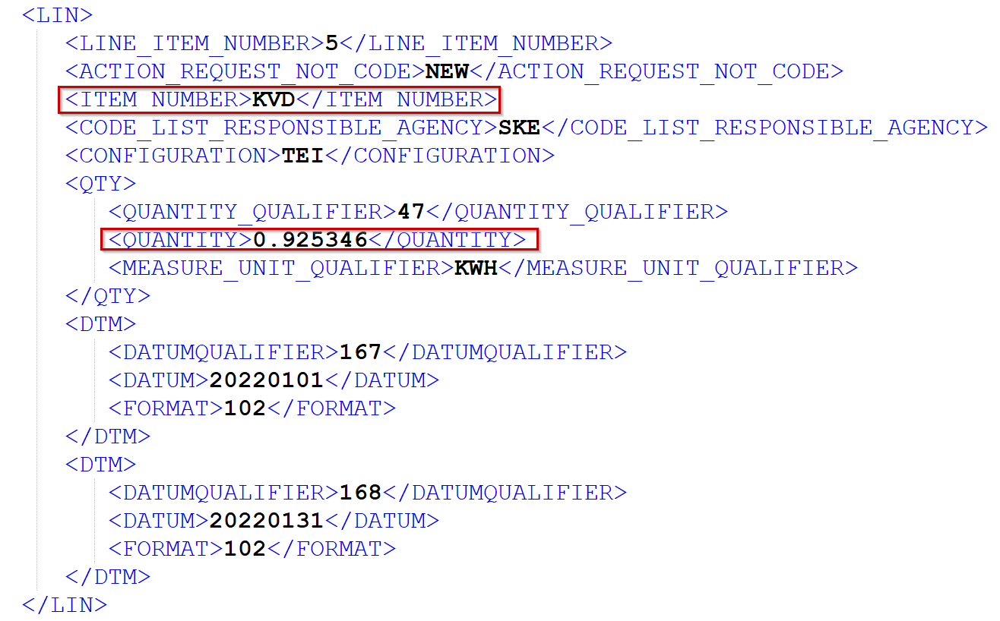 <LIN>
<LINE_ITEM_NUMBER>5</LINE_ITEM_NUMBER>
<ACTION_REQUEST_NOT_CODE>NEW</ACTION_REQUEST_NOT_CODE>
<ITEM_NUMBER>KVD</ITEM_NUMBER>
<CODE_LIST_RESPONSIBLE_AGENCY>SKE</CODE_LIST_RESPONSIBLE_AGENCY>
<CONFIGURATION>TEI</CONFIGURATION>
<QTY>
<QUANTITY_QUALIFIER>47</QUANTITY_QUALIFIER>
<QUANTITY>0.925346</QUANTITY>
<MEASURE_UNIT_QUALIFIER>KWH</MEASURE_UNIT_QUALIFIER>
</QTY>
<DTM>
<DATUMQUALIFIER>167</DATUMQUALIFIER>
<DATUM>20220101</DATUM>
<FORMAT>102</FORMAT>
</DTM>
<DTM>
<DATUMQUALIFIER>168</DATUMQUALIFIER>
<DATUM>20220131</DATUM>
<FORMAT>102</FORMAT>
</DTM>
</LIN>